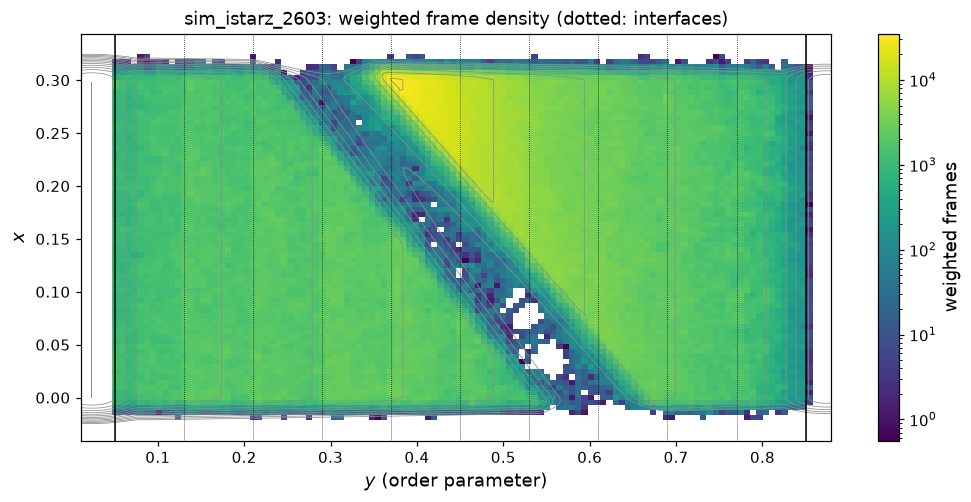 sim_istarz_2603: weighted frame density (dotted: interfaces)
0.30
0.25
0.20
0.15
0.10
0.05
0.00
x
0.1 0.2 0.3 0.4 0.5 0.6 0.7 0.8
y (order parameter)
10⁴
10³
10²
10¹
10⁰
weighted frames